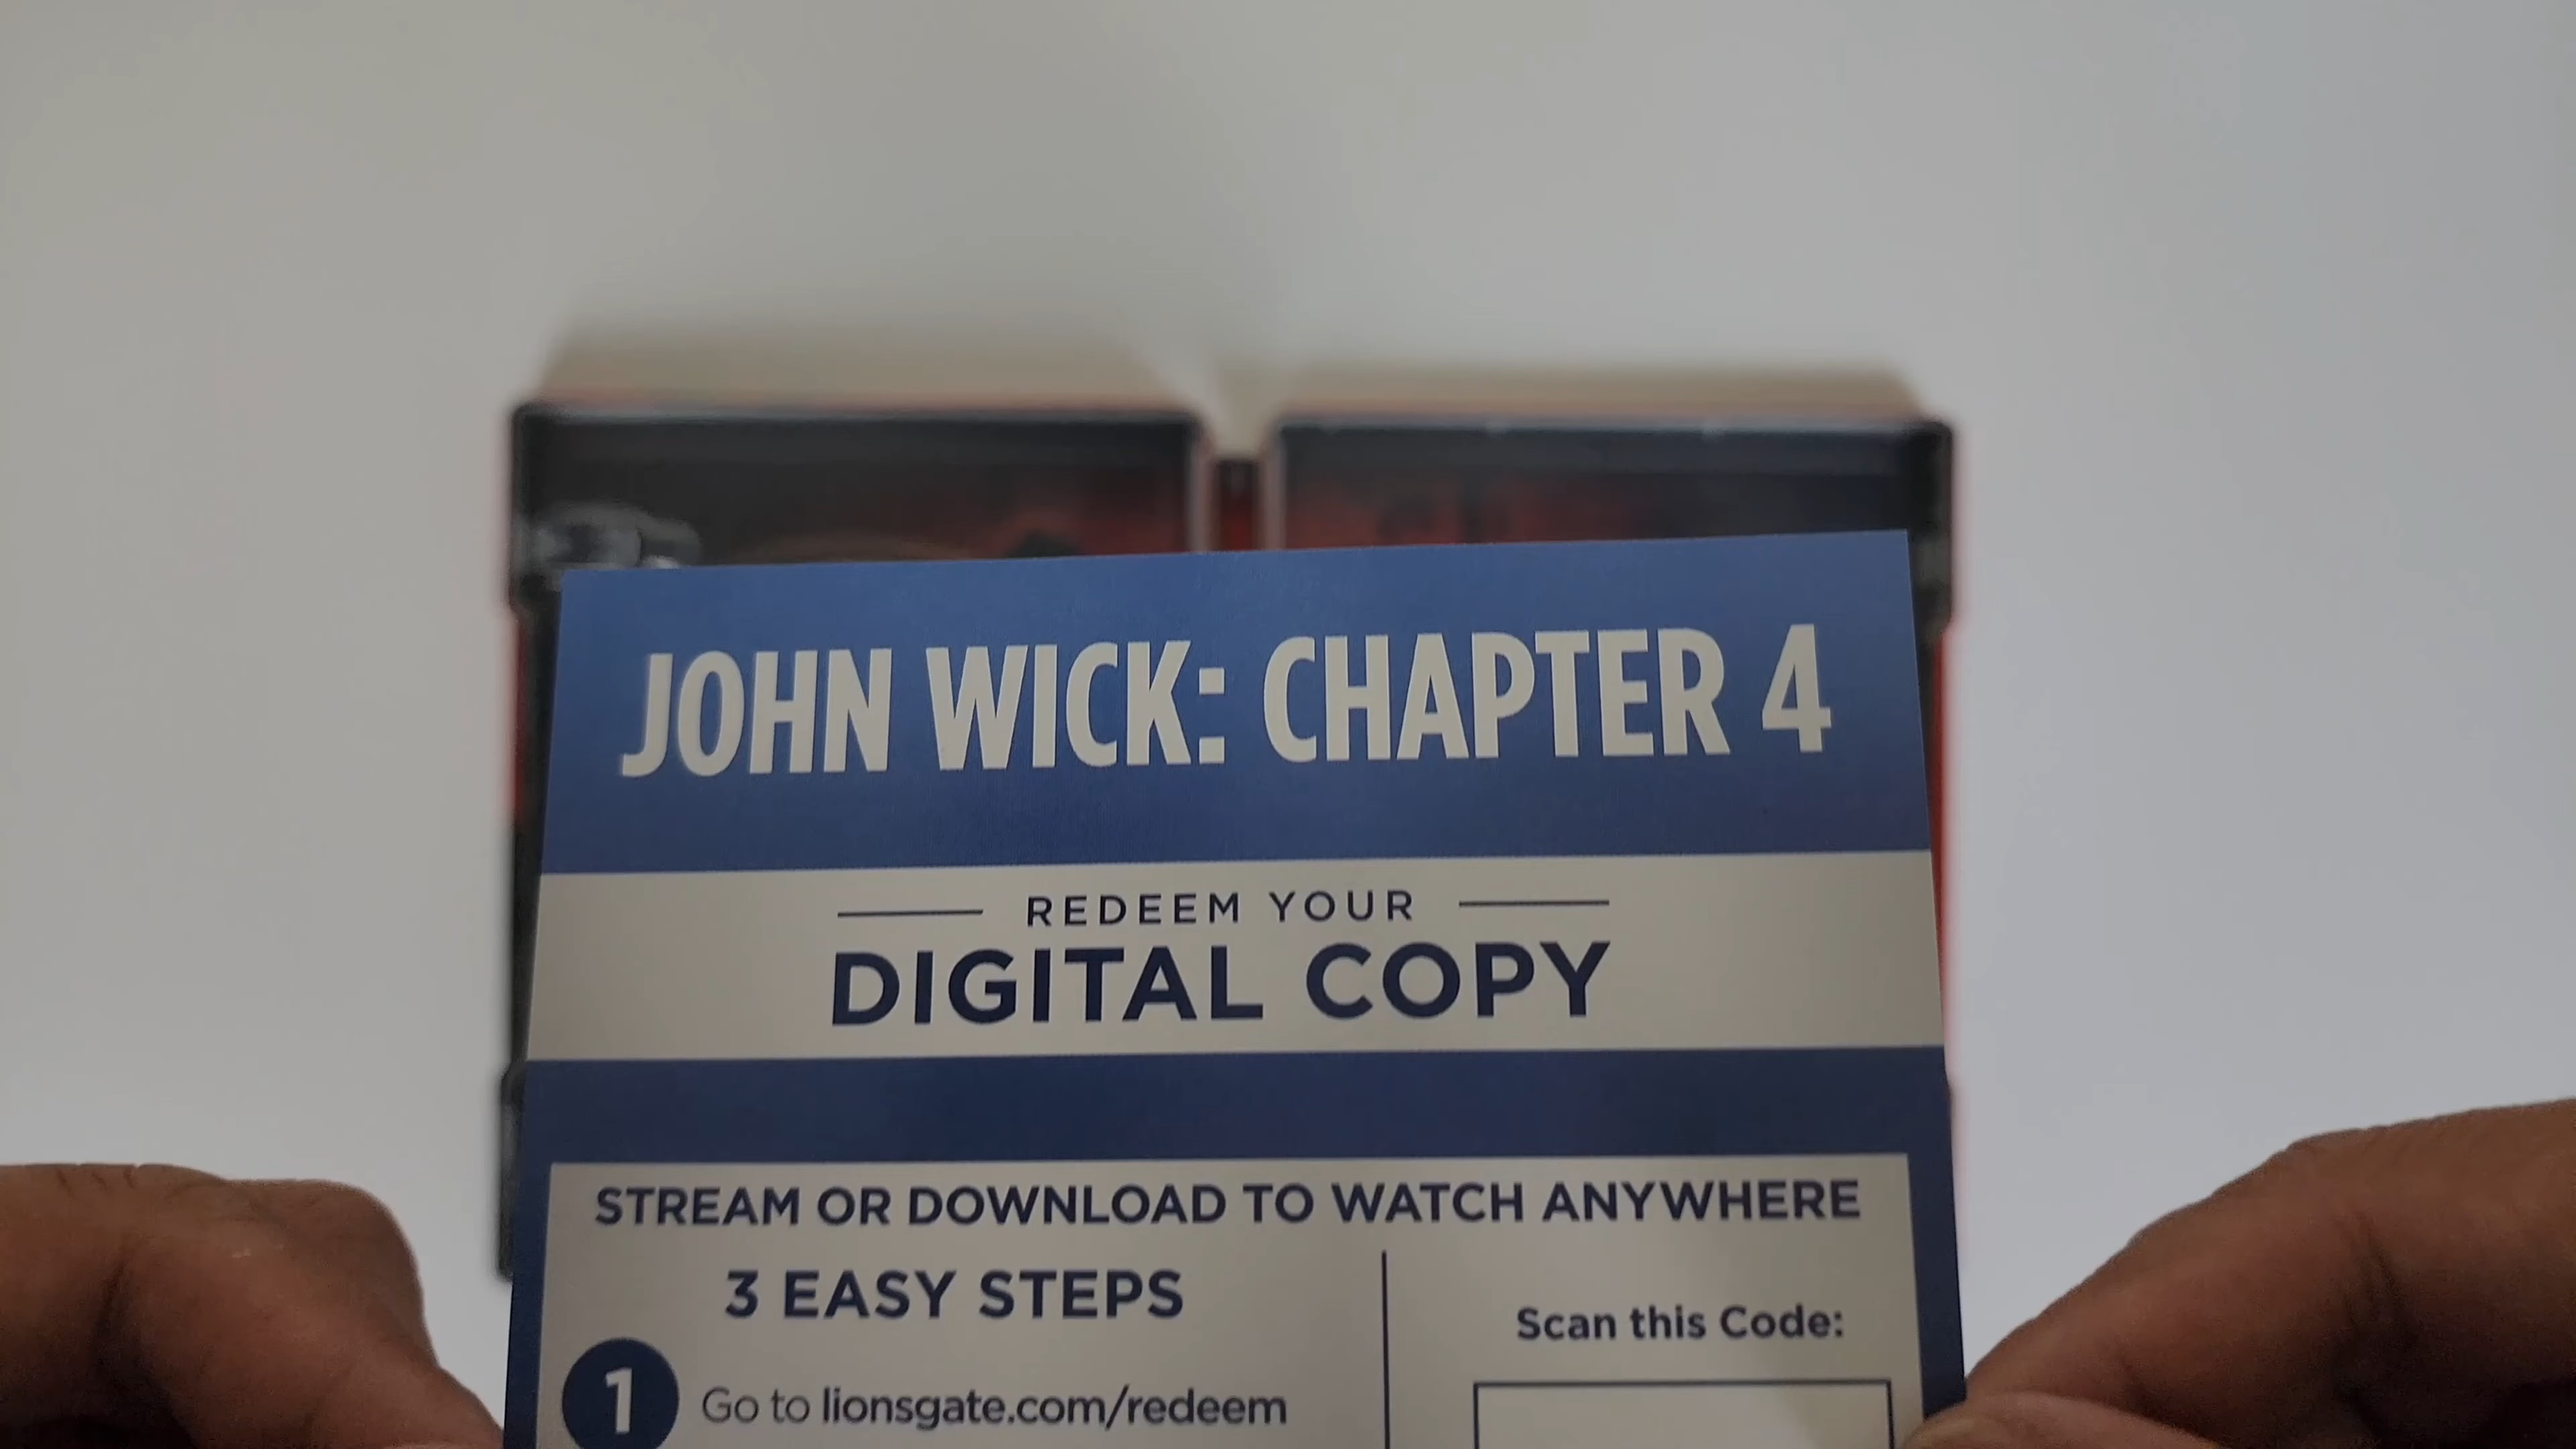 JOHN WICK: CHAPTER 4
REDEEM YOUR
DIGITAL COPY
STREAM OR DOWNLOAD TO WATCH ANYWHERE
3 EASY STEPS
Scan this Code:
1 Go to lionsgate.com/redeem